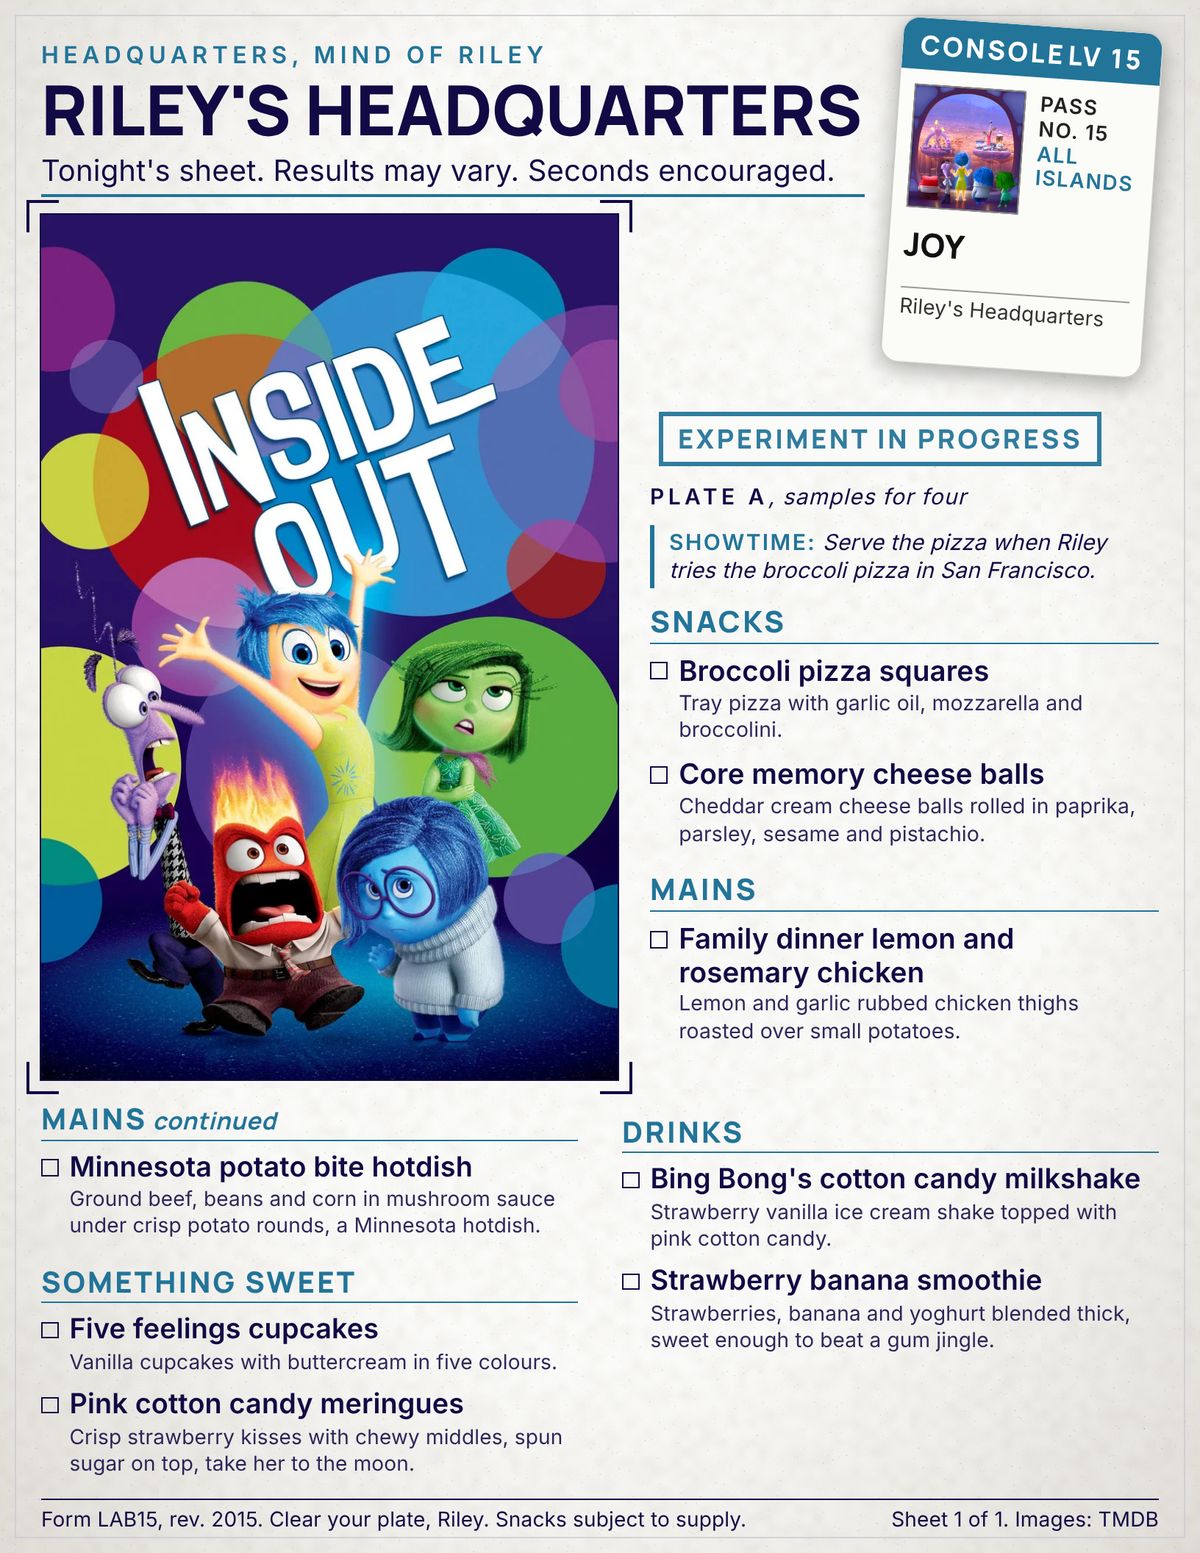 HEADQUARTERS, MIND OF RILEY
RILEY'S HEADQUARTERS
Tonight's sheet. Results may vary. Seconds encouraged.
CONSOLE LV 15
PASS
NO. 15
ALL
ISLANDS
JOY
Riley's Headquarters
INSIDE
OUT
EXPERIMENT IN PROGRESS
PLATE A, samples for four
SHOWTIME: Serve the pizza when Riley
tries the broccoli pizza in San Francisco.
SNACKS
Broccoli pizza squares
Tray pizza with garlic oil, mozzarella and
broccolini.
Core memory cheese balls
Cheddar cream cheese balls rolled in paprika,
parsley, sesame and pistachio.
MAINS
Family dinner lemon and
rosemary chicken
Lemon and garlic rubbed chicken thighs
roasted over small potatoes.
MAINS continued
Minnesota potato bite hotdish
Ground beef, beans and corn in mushroom sauce
under crisp potato rounds, a Minnesota hotdish.
SOMETHING SWEET
Five feelings cupcakes
Vanilla cupcakes with buttercream in five colours.
Pink cotton candy meringues
Crisp strawberry kisses with chewy middles, spun
sugar on top, take her to the moon.
DRINKS
Bing Bong's cotton candy milkshake
Strawberry vanilla ice cream shake topped with
pink cotton candy.
Strawberry banana smoothie
Strawberries, banana and yoghurt blended thick,
sweet enough to beat a gum jingle.
Form LAB15, rev. 2015. Clear your plate, Riley. Snacks subject to supply.
Sheet 1 of 1. Images: TMDB